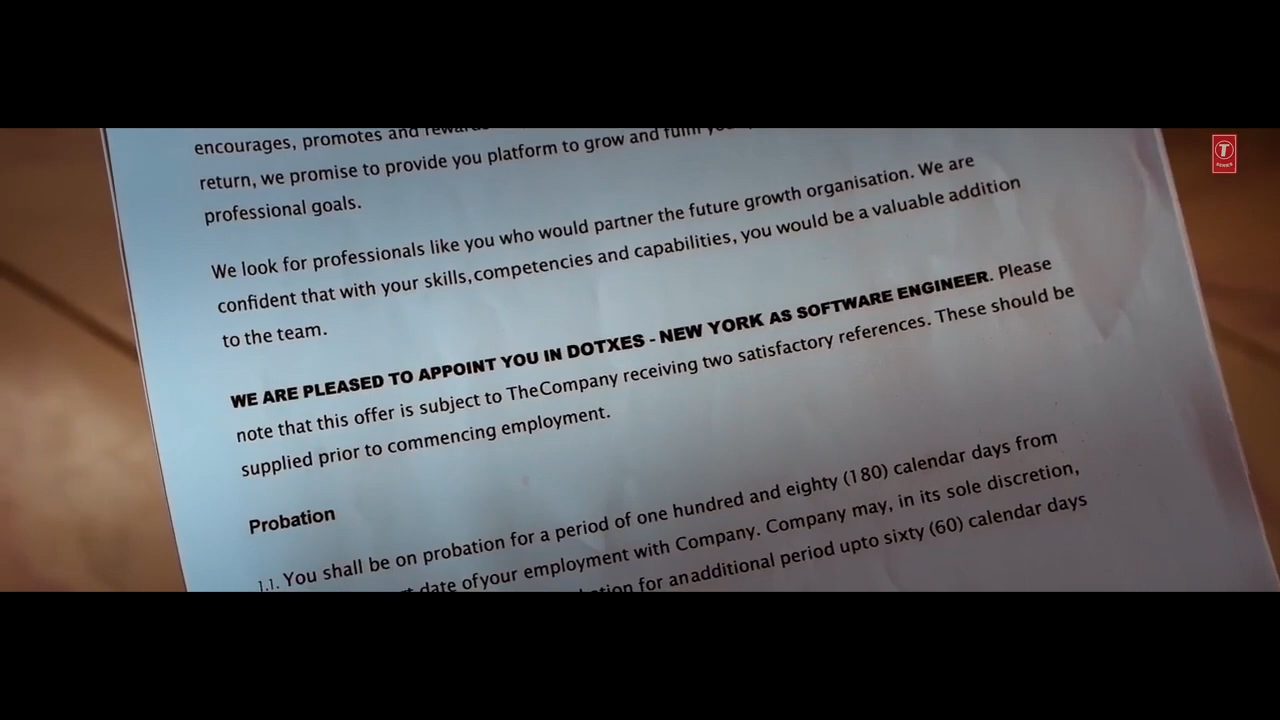 encourages, promotes and
return, we promise to provide you platform to grow and fulfil
professional goals.
We look for professionals like you who would partner the future growth organisation. We are
confident that with your skills,competencies and capabilities, you would be a valuable addition
to the team.
WE ARE PLEASED TO APPOINT YOU IN DOTXES - NEW YORK AS SOFTWARE ENGINEER. Please
note that this offer is subject to TheCompany receiving two satisfactory references. These should be
supplied prior to commencing employment.
Probation
1.1. You shall be on probation for a period of one hundred and eighty (180) calendar days from
date ofyour employment with Company. Company may, in its sole discretion,
for anadditional period upto sixty (60) calendar days
T
SERIES